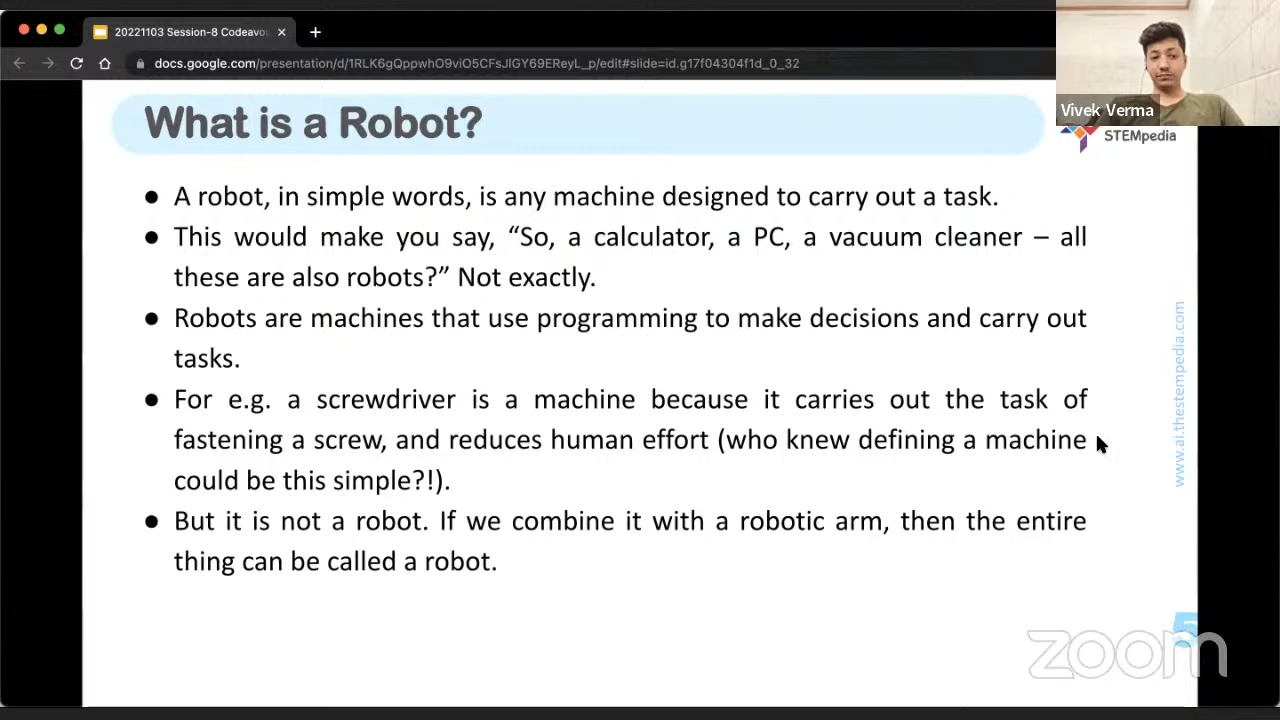 20221103 Session-8 Codeavou
docs.google.com/presentation/d/1RLK6gQppwhO9viO5CFsJlGY69EReyL_p/edit#slide=id.g17f04304f1d_0_32
Vivek Verma
STEMpedia
What is a Robot?
● A robot, in simple words, is any machine designed to carry out a task.
● This would make you say, “So, a calculator, a PC, a vacuum cleaner – all
these are also robots?” Not exactly.
● Robots are machines that use programming to make decisions and carry out
tasks.
● For e.g. a screwdriver is a machine because it carries out the task of
fastening a screw, and reduces human effort (who knew defining a machine
could be this simple?!).
● But it is not a robot. If we combine it with a robotic arm, then the entire
thing can be called a robot.
www.ai.thestempedia.com
5
zoom